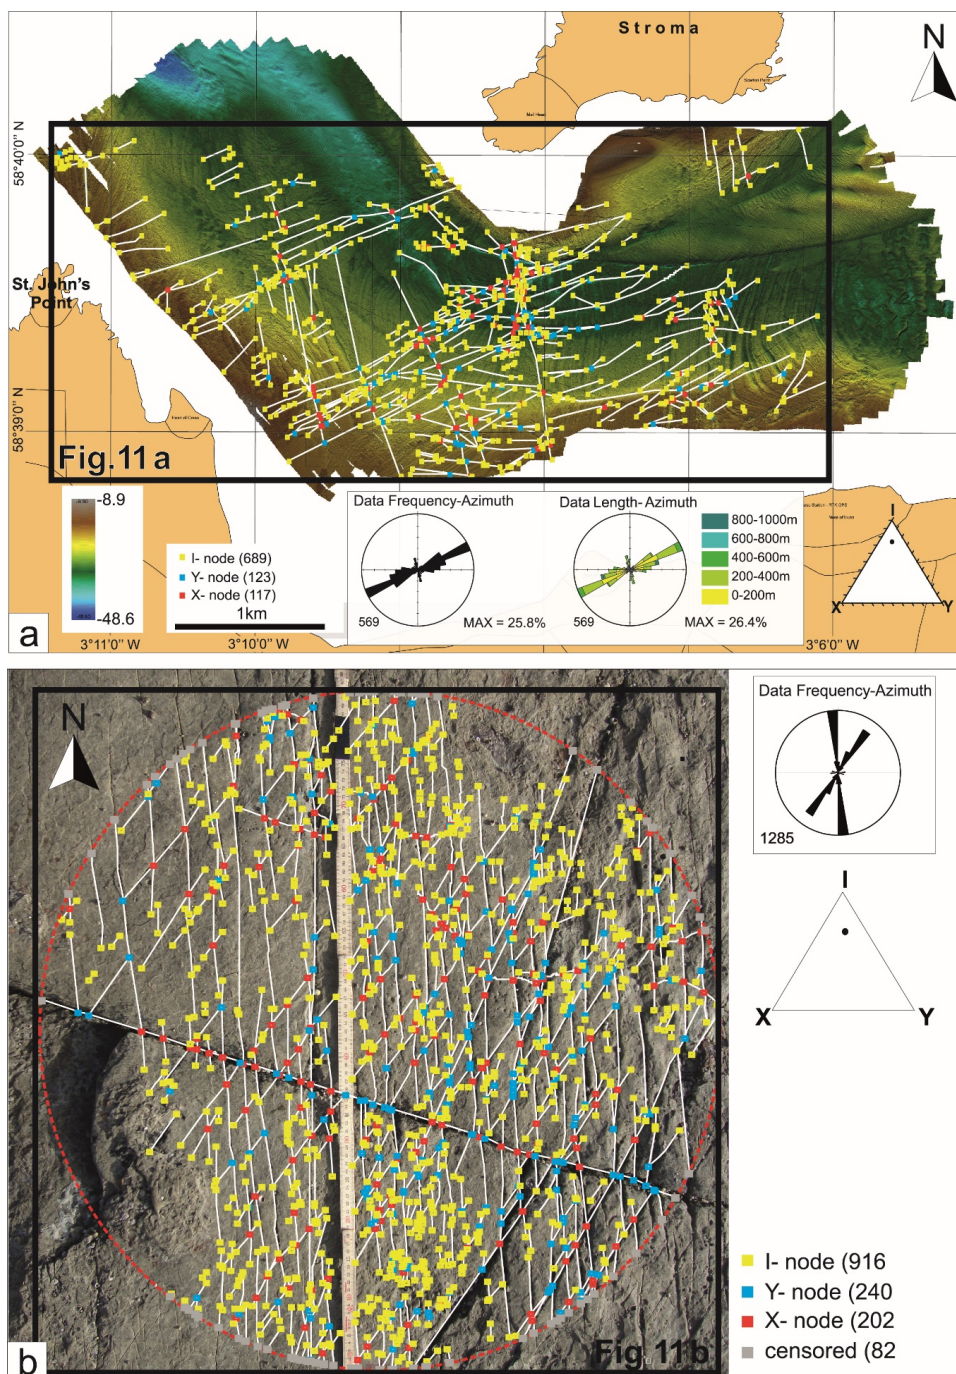 Stroma
N
58°40'0" N
St. John's
Point
58°39'0" N
Fig.11a
-8.9
-48.6
I- node (689)
Y- node (123)
X- node (117)
1km
Data Frequency-Azimuth
569
MAX = 25.8%
Data Length- Azimuth
569
MAX = 26.4%
800-1000m
600-800m
400-600m
200-400m
0-200m
I
X
Y
a
3°11'0" W
3°10'0" W
3°6'0" W
N
Data Frequency-Azimuth
1285
I
X
Y
I- node (916
Y- node (240
X- node (202
censored (82
Fig.11b
b